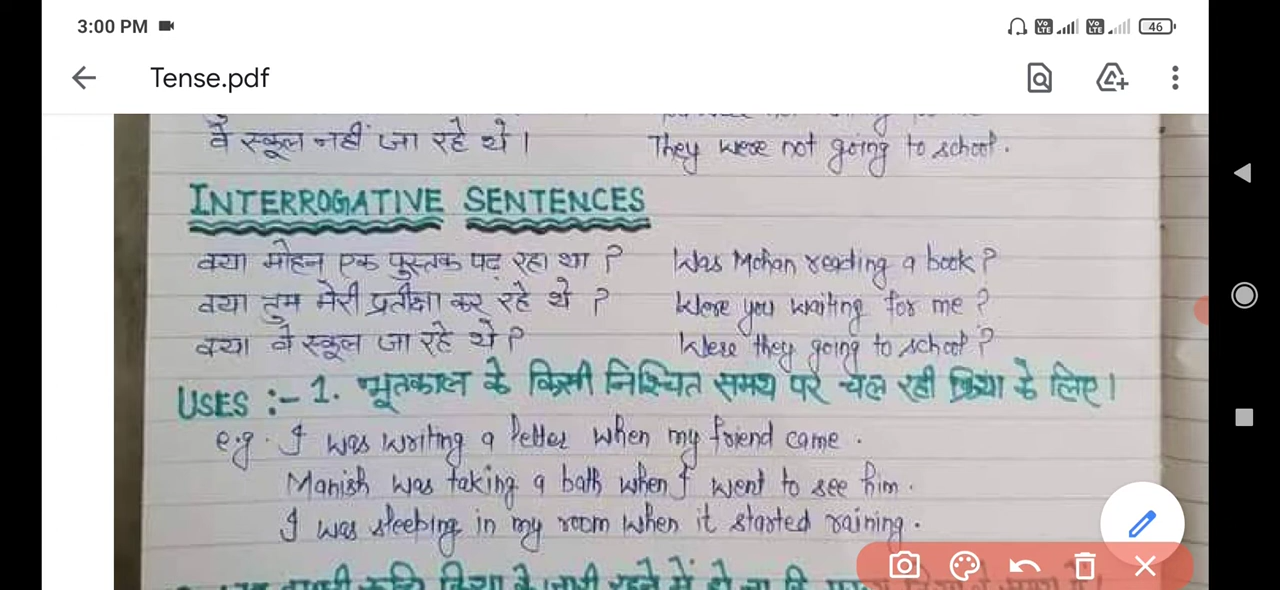 3:00 PM
46
Tense.pdf
वे स्कूल नहीं जा रहे थे। They were not going to school.
INTERROGATIVE SENTENCES
क्या मोहन एक पुस्तक पढ़ रहा था? Was Mohan reading a book?
क्या तुम मेरी प्रतीक्षा कर रहे थे? Were you waiting for me?
क्या वे स्कूल जा रहे थे? Were they going to school?
USES :- 1. भूतकाल के किसी निश्चित समय पर चल रही क्रिया के लिए।
e.g. I was writing a letter when my friend came.
Manish was taking a bath when I went to see him.
I was sleeping in my room when it started raining.